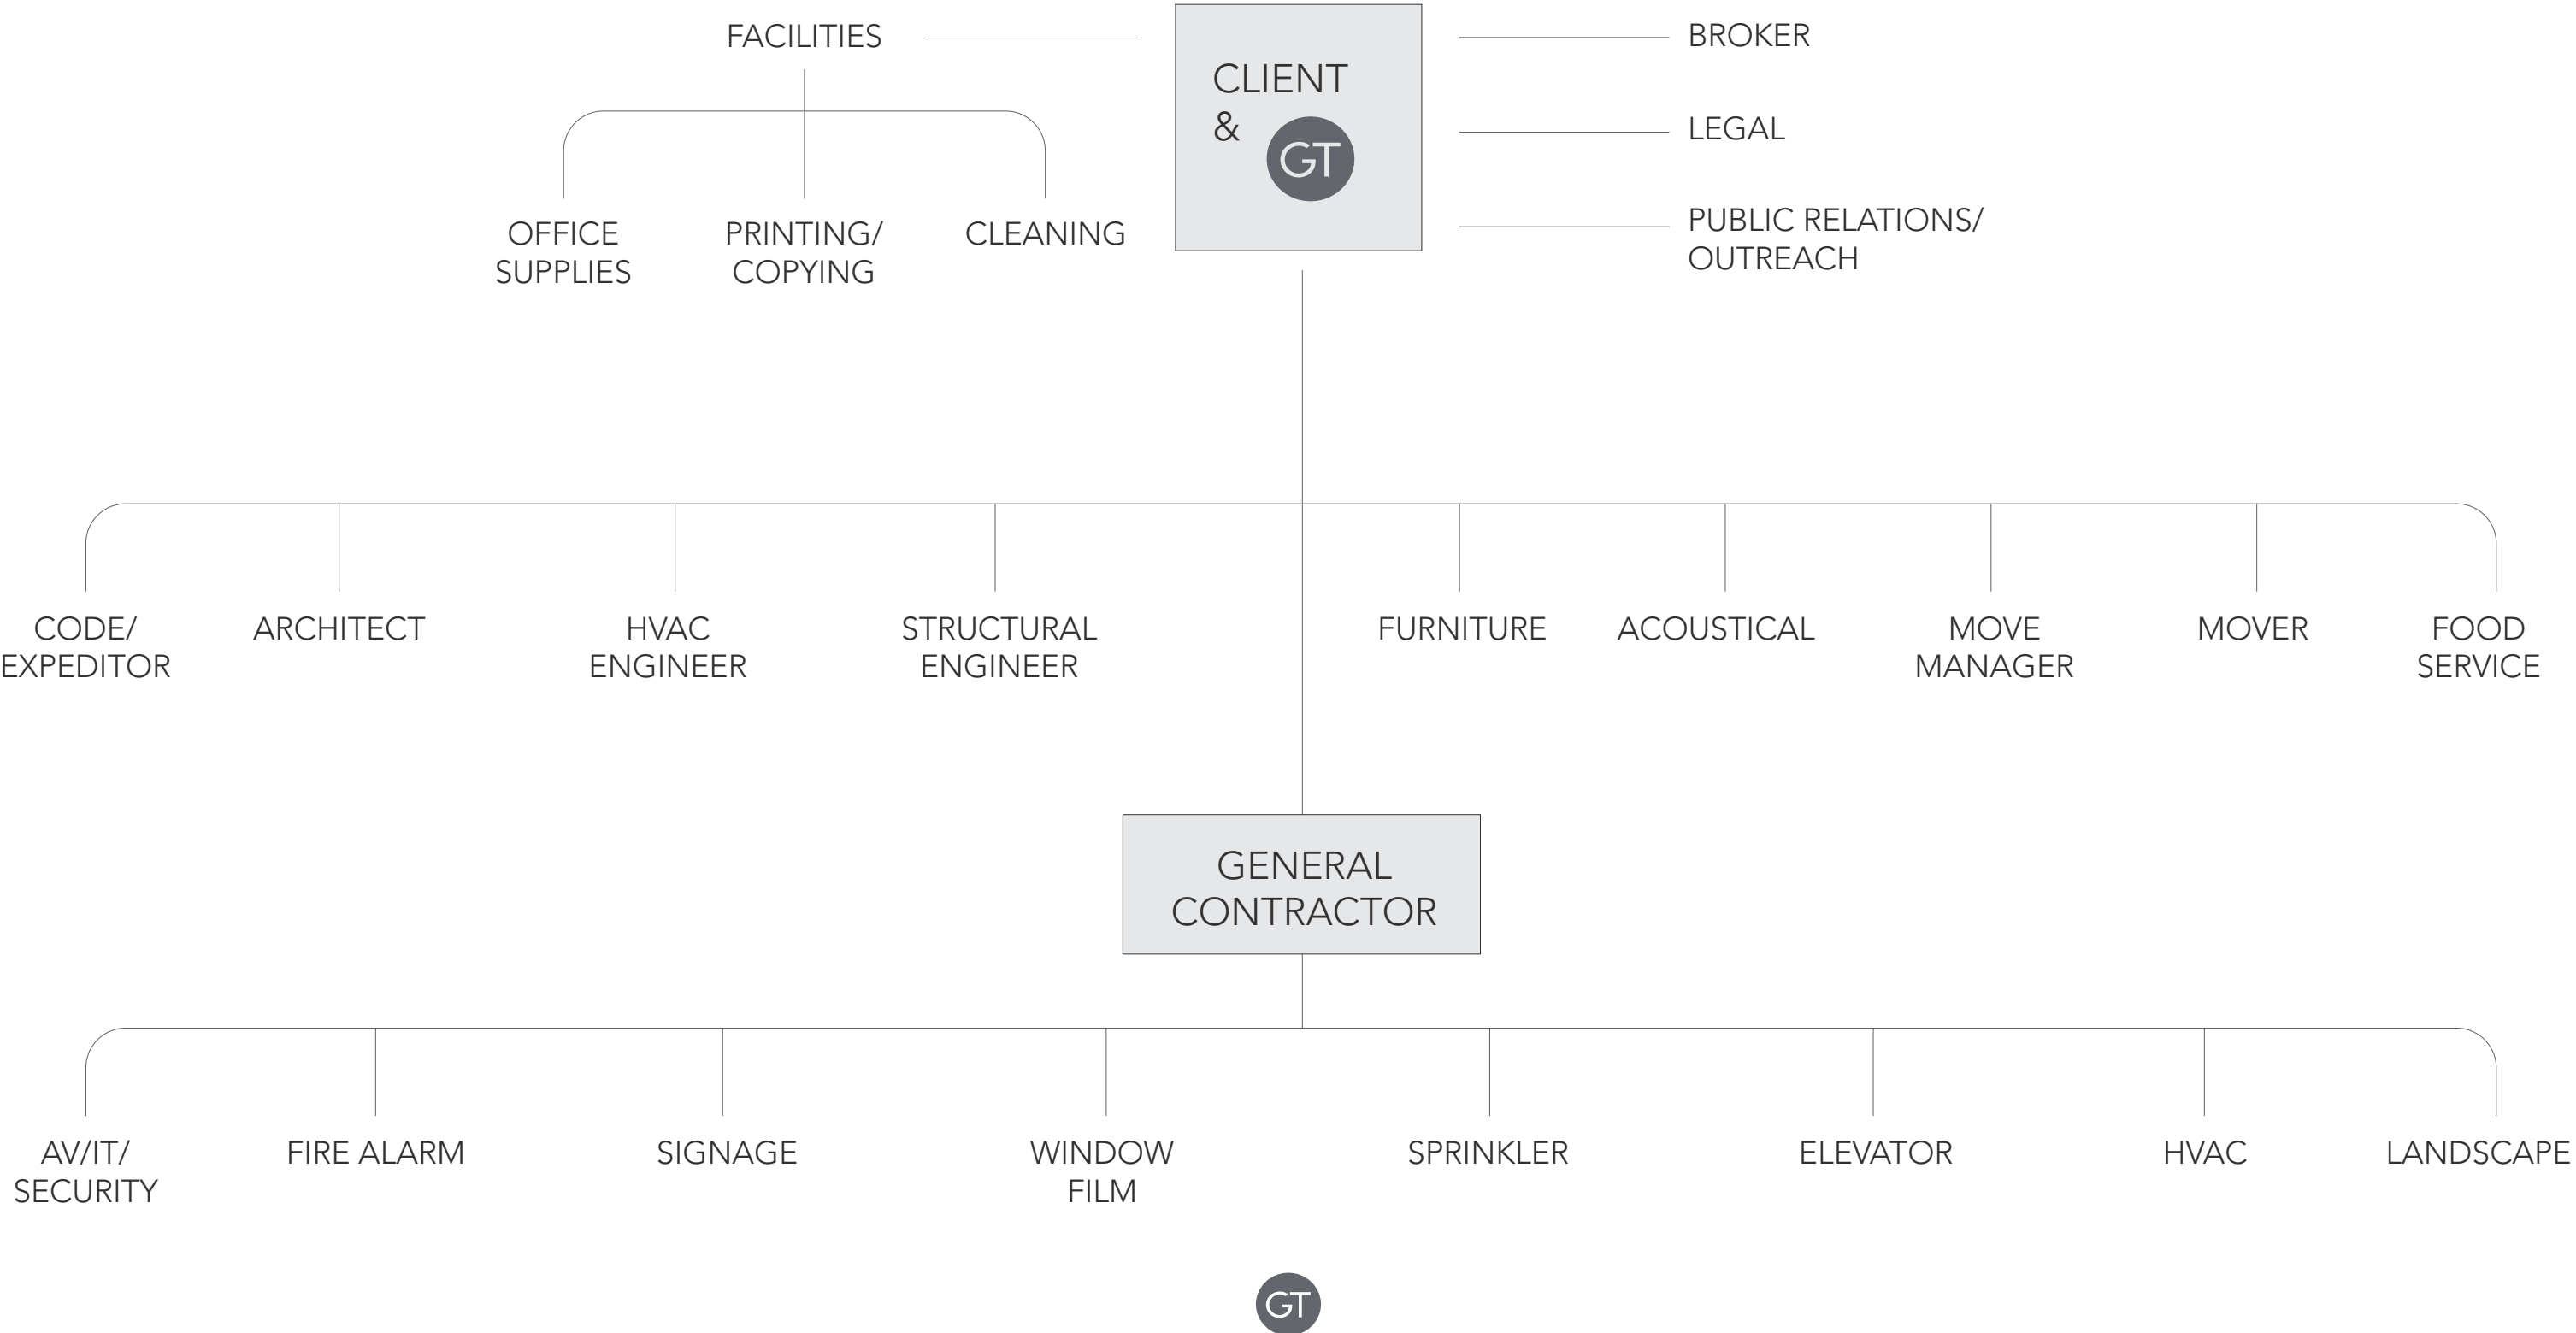 FACILITIES
BROKER
CLIENT
&
GT
LEGAL
PUBLIC RELATIONS/
OUTREACH
OFFICE
SUPPLIES
PRINTING/
COPYING
CLEANING
CODE/
EXPEDITOR
ARCHITECT
HVAC
ENGINEER
STRUCTURAL
ENGINEER
FURNITURE
ACOUSTICAL
MOVE
MANAGER
MOVER
FOOD
SERVICE
GENERAL
CONTRACTOR
AV/IT/
SECURITY
FIRE ALARM
SIGNAGE
WINDOW
FILM
SPRINKLER
ELEVATOR
HVAC
LANDSCAPE
GT